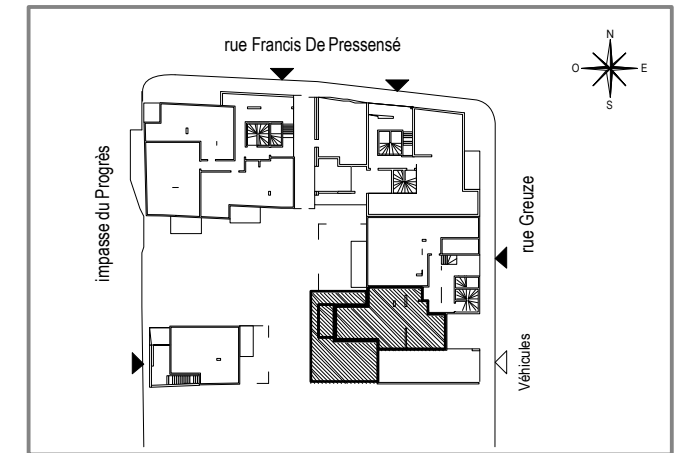 rue Francis De Pressensé
N
O
E
S
impasse du Progrès
rue Greuze
Véhicules